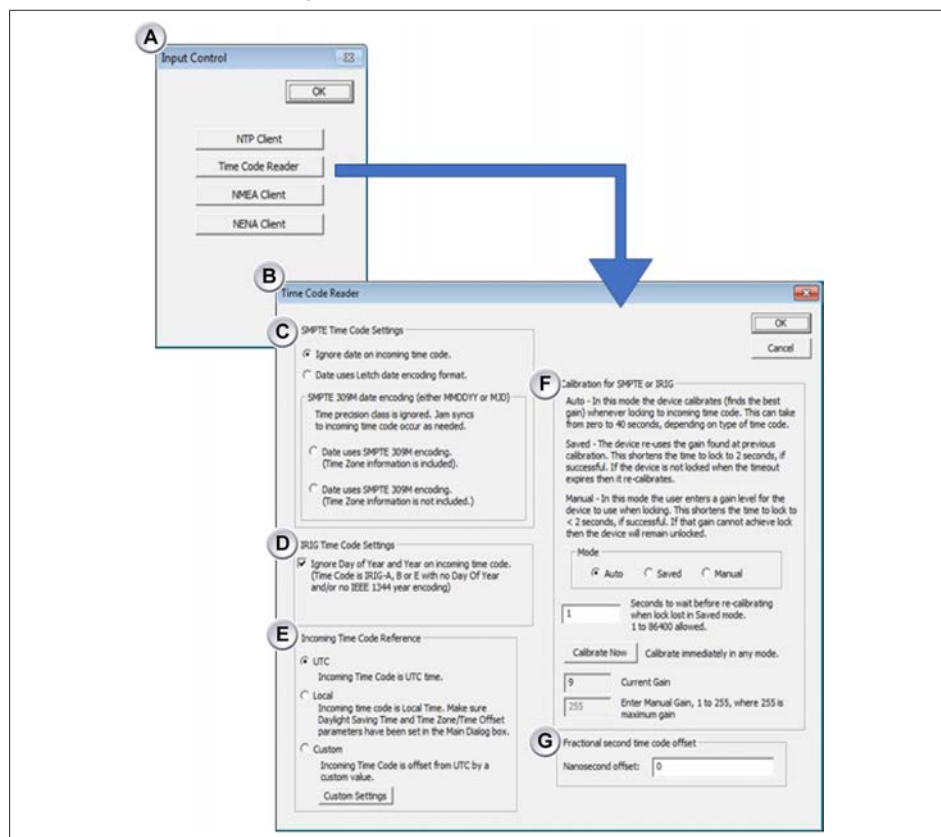 A
Input Control
OK
NTP Client
Time Code Reader
NMEA Client
NENA Client
B
Time Code Reader
OK
Cancel
C
SMPTE Time Code Settings
Ignore date on incoming time code.
Date uses Leitch date encoding format.
SMPTE 309M date encoding (either MMDDYY or MJD)
Time precision class is ignored. Jam syncs
to incoming time code occur as needed.
Date uses SMPTE 309M encoding.
(Time Zone information is included).
Date uses SMPTE 309M encoding.
(Time Zone information is not included.)
D
IRIG Time Code Settings
Ignore Day of Year and Year on incoming time code.
(Time Code is IRIG-A, B or E with no Day Of Year
and/or no IEEE 1344 year encoding)
E
Incoming Time Code Reference
UTC
Incoming Time Code is UTC time.
Local
Incoming time code is Local Time. Make sure
Daylight Saving Time and Time Zone/Time Offset
parameters have been set in the Main Dialog box.
Custom
Incoming Time Code is offset from UTC by a
custom value.
Custom Settings
F
Calibration for SMPTE or IRIG
Auto - In this mode the device calibrates (finds the best
gain) whenever locking to incoming time code. This can take
from zero to 40 seconds, depending on type of time code.
Saved - The device re-uses the gain found at previous
calibration. This shortens the time to lock to 2 seconds, if
successful. If the device is not locked when the timeout
expires then it re-calibrates.
Manual - In this mode the user enters a gain level for the
device to use when locking. This shortens the time to lock to
< 2 seconds, if successful. If that gain cannot achieve lock
then the device will remain unlocked.
Mode
Auto Saved Manual
1
Seconds to wait before re-calibrating
when lock lost in Saved mode.
1 to 86400 allowed.
Calibrate Now Calibrate immediately in any mode.
9 Current Gain
255 Enter Manual Gain, 1 to 255, where 255 is
maximum gain
G
Fractional second time code offset
Nanosecond offset: 0